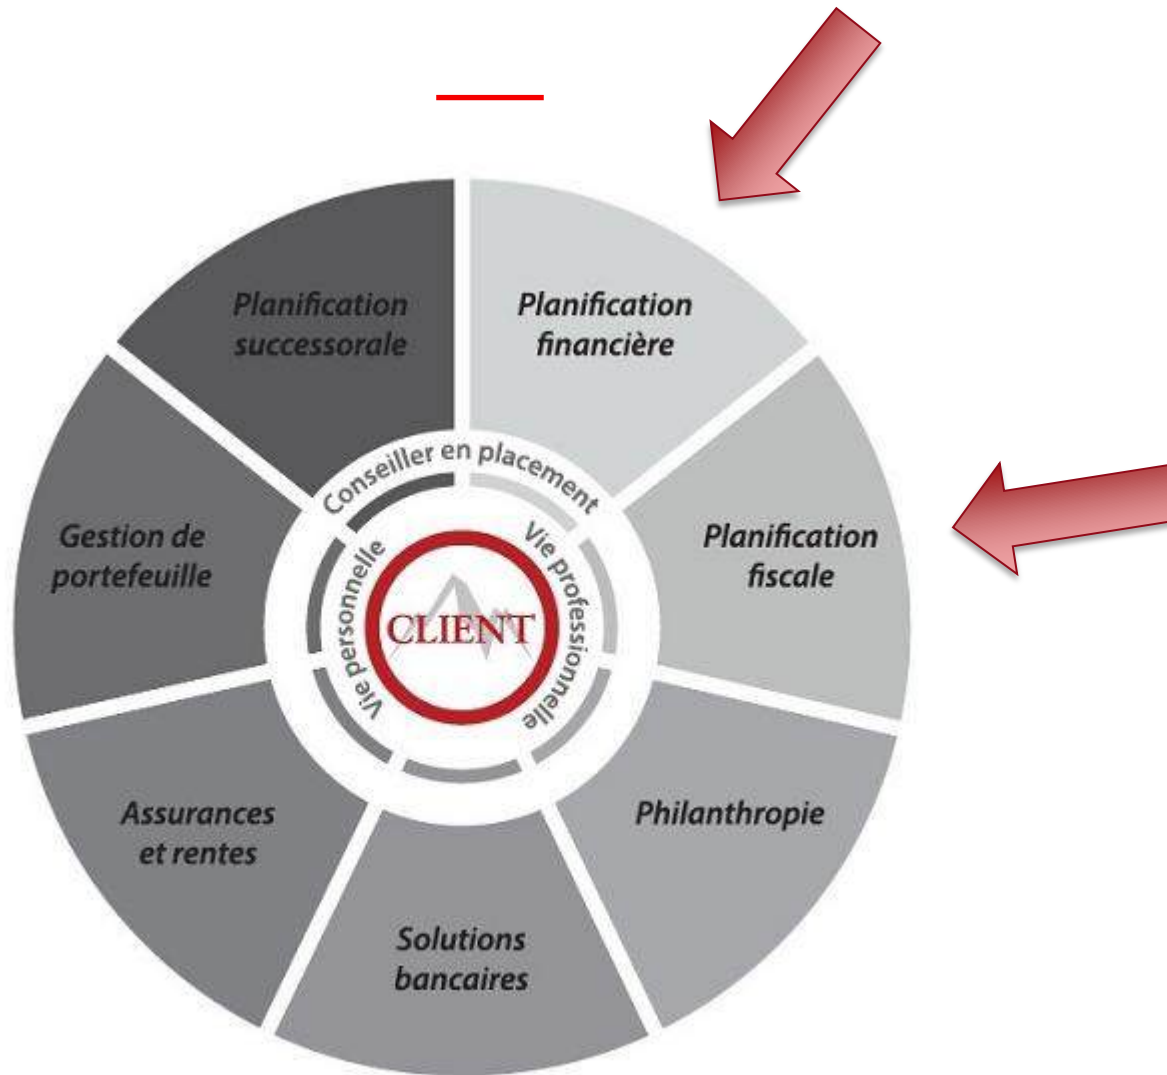 Planification
successorale
Planification
financière
Conseiller en placement
Gestion de
portefeuille
Vie personnelle
CLIENT
Vie professionnelle
Planification
fiscale
Assurances
et rentes
Philanthropie
Solutions
bancaires